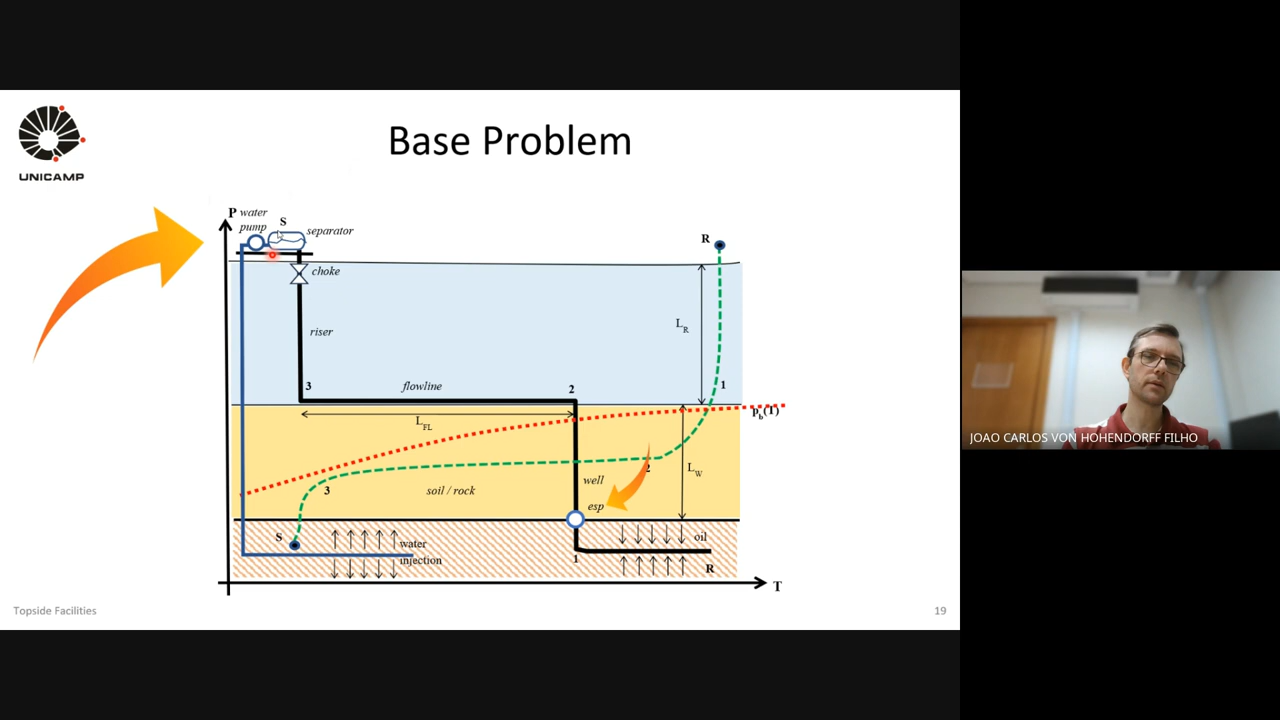 UNICAMP
Base Problem
P
water
pump
S
separator
choke
riser
3
flowline
2
R
L_R
1
L_FL
p_b(T)
2
L_W
3
soil / rock
well
esp
S
water
injection
oil
1
R
T
Topside Facilities
19
JOAO CARLOS VON HOHENDORFF FILHO